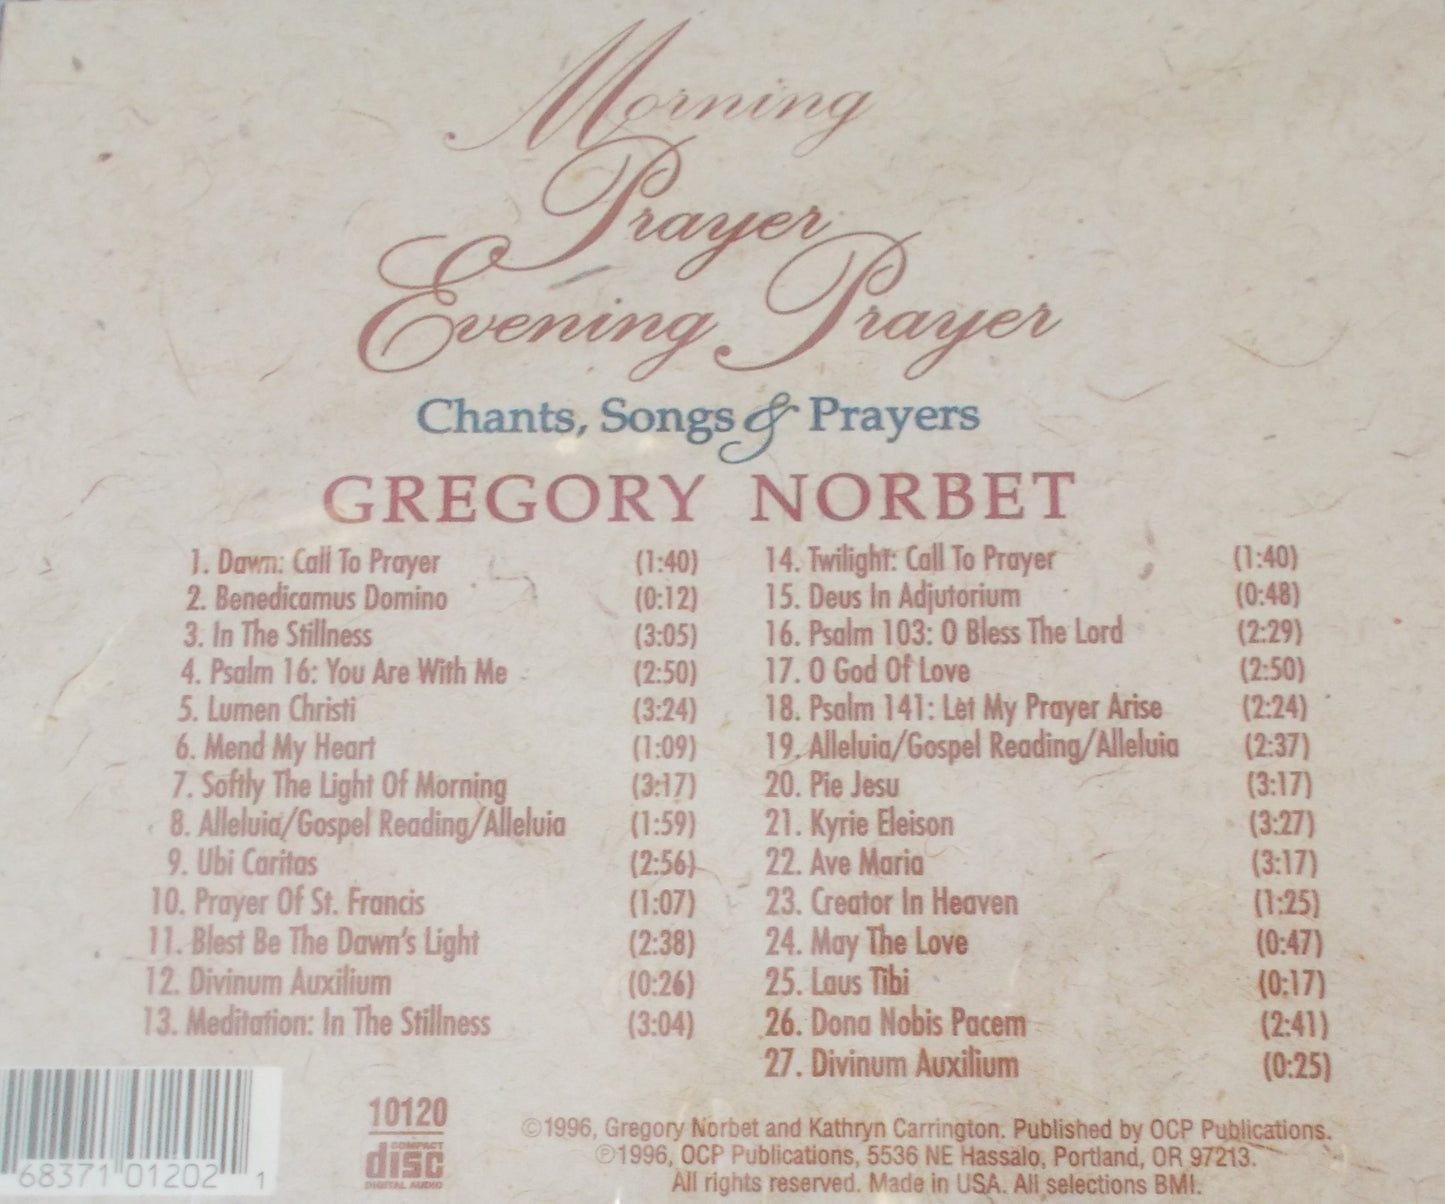 Morning
Prayer
Evening Prayer
Chants, Songs & Prayers
GREGORY NORBET
1. Dawn: Call To Prayer (1:40)
2. Benedicamus Domino (0:12)
3. In The Stillness (3:05)
4. Psalm 16: You Are With Me (2:50)
5. Lumen Christi (3:24)
6. Mend My Heart (1:09)
7. Softly The Light Of Morning (3:17)
8. Alleluia/Gospel Reading/Alleluia (1:59)
9. Ubi Caritas (2:56)
10. Prayer Of St. Francis (1:07)
11. Blest Be The Dawn's Light (2:38)
12. Divinum Auxilium (0:26)
13. Meditation: In The Stillness (3:04)
14. Twilight: Call To Prayer (1:40)
15. Deus In Adjutorium (0:48)
16. Psalm 103: O Bless The Lord (2:29)
17. O God Of Love (2:50)
18. Psalm 141: Let My Prayer Arise (2:24)
19. Alleluia/Gospel Reading/Alleluia (2:37)
20. Pie Jesu (3:17)
21. Kyrie Eleison (3:27)
22. Ave Maria (3:17)
23. Creator In Heaven (1:25)
24. May The Love (0:47)
25. Laus Tibi (0:17)
26. Dona Nobis Pacem (2:41)
27. Divinum Auxilium (0:25)
68371 01202 1
10120
COMPACT
disc
DIGITAL AUDIO
©1996, Gregory Norbet and Kathryn Carrington. Published by OCP Publications.
℗1996, OCP Publications, 5536 NE Hassalo, Portland, OR 97213.
All rights reserved. Made in USA. All selections BMI.